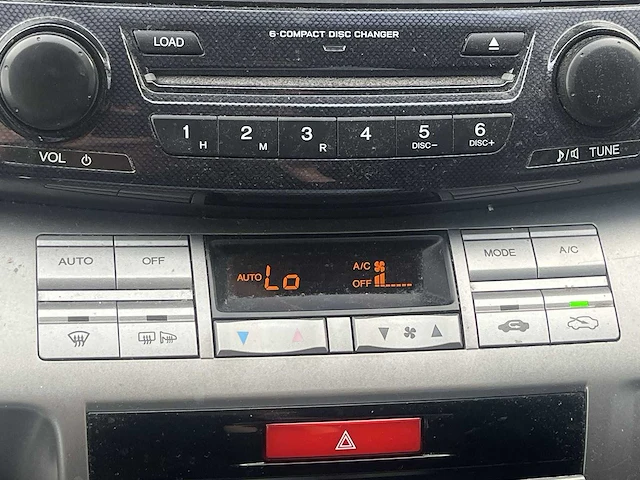 LOAD
6-COMPACT DISC CHANGER
1 H 2 M 3 R 4 5 DISC- 6 DISC+
VOL
TUNE
AUTO OFF
AUTO Lo A/C
OFF
MODE A/C